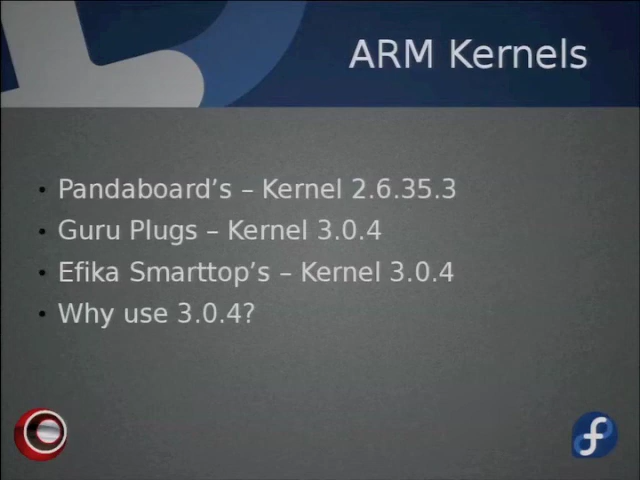 ARM Kernels
• Pandaboard’s – Kernel 2.6.35.3
• Guru Plugs – Kernel 3.0.4
• Efika Smarttop’s – Kernel 3.0.4
• Why use 3.0.4?